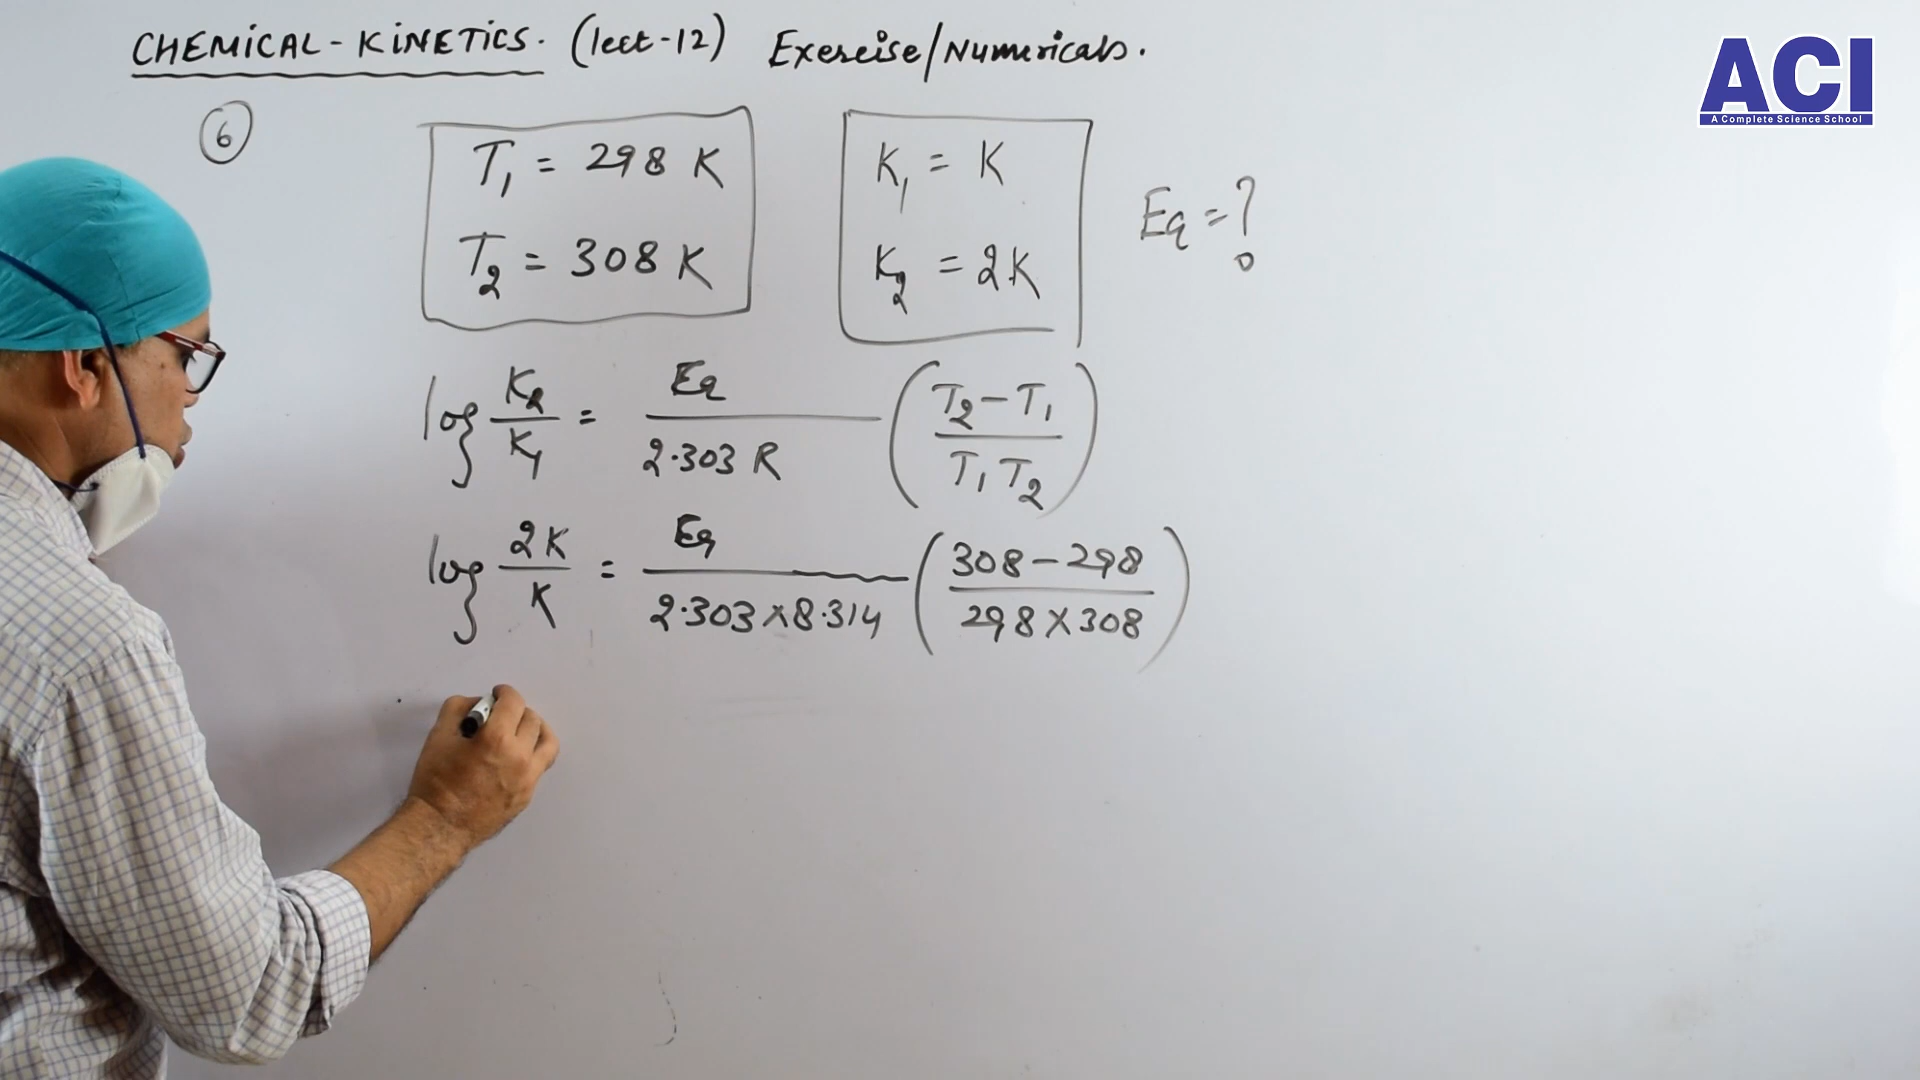 CHEMICAL-KINETICS. (lect-12) Exercise/Numericals.
ACI
A Complete Science School
6
T₁ = 298 K
T₂ = 308 K
K₁ = K
K₂ = 2K
Ea = ?
log K₂/K₁ = Ea/2.303 R (T₂-T₁/T₁T₂)
log 2K/K = Ea/2.303×8.314 (308-298/298×308)